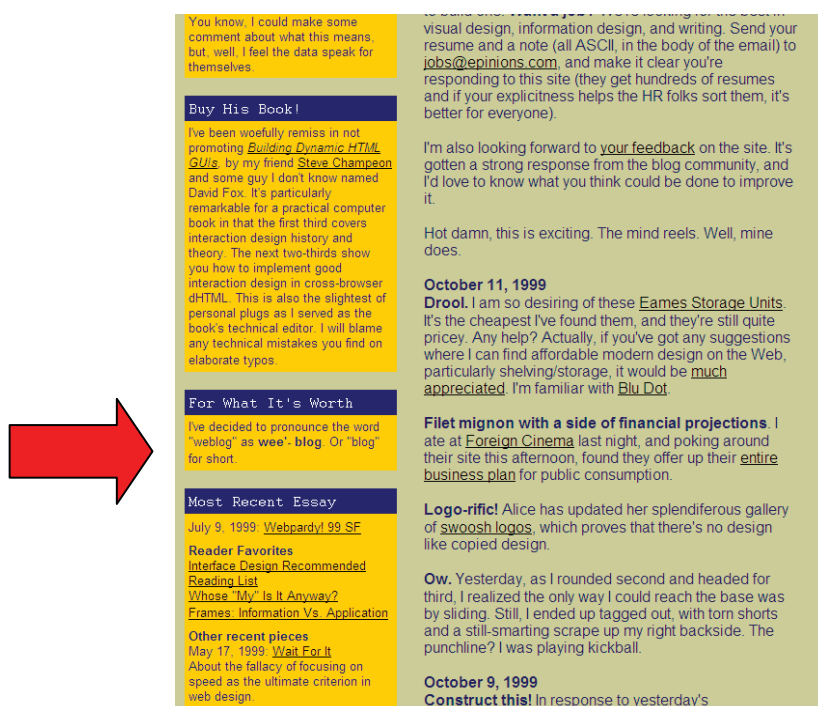 You know, I could make some
comment about what this means,
but, well, I feel the data speak for
themselves.
Buy His Book!
I've been woefully remiss in not
promoting Building Dynamic HTML
GUIs, by my friend Steve Champeon
and some guy I don't know named
David Fox. It's particularly
remarkable for a practical computer
book in that the first third covers
interaction design history and
theory. The next two-thirds show
you how to implement good
interaction design in cross-browser
dHTML. This is also the slightest of
personal plugs as I served as the
book's technical editor. I will blame
any technical mistakes you find on
elaborate typos.
For What It's Worth
I've decided to pronounce the word
"weblog" as wee'- blog. Or "blog"
for short.
Most Recent Essay
July 9, 1999: Webpardy! 99 SF
Reader Favorites
Interface Design Recommended
Reading List
Whose "My" Is It Anyway?
Frames: Information Vs. Application
Other recent pieces
May 17, 1999: Wait For It
About the fallacy of focusing on
speed as the ultimate criterion in
web design.
to build one. Want a job? We're looking for the best in
visual design, information design, and writing. Send your
resume and a note (all ASCII, in the body of the email) to
jobs@epinions.com, and make it clear you're
responding to this site (they get hundreds of resumes
and if your explicitness helps the HR folks sort them, it's
better for everyone).
I'm also looking forward to your feedback on the site. It's
gotten a strong response from the blog community, and
I'd love to know what you think could be done to improve
it.
Hot damn, this is exciting. The mind reels. Well, mine
does.
October 11, 1999
Drool. I am so desiring of these Eames Storage Units.
It's the cheapest I've found them, and they're still quite
pricey. Any help? Actually, if you've got any suggestions
where I can find affordable modern design on the Web,
particularly shelving/storage, it would be much
appreciated. I'm familiar with Blu Dot.
Filet mignon with a side of financial projections. I
ate at Foreign Cinema last night, and poking around
their site this afternoon, found they offer up their entire
business plan for public consumption.
Logo-rific! Alice has updated her splendiferous gallery
of swoosh logos, which proves that there's no design
like copied design.
Ow. Yesterday, as I rounded second and headed for
third, I realized the only way I could reach the base was
by sliding. Still, I ended up tagged out, with torn shorts
and a still-smarting scrape up my right backside. The
punchline? I was playing kickball.
October 9, 1999
Construct this! In response to yesterday's